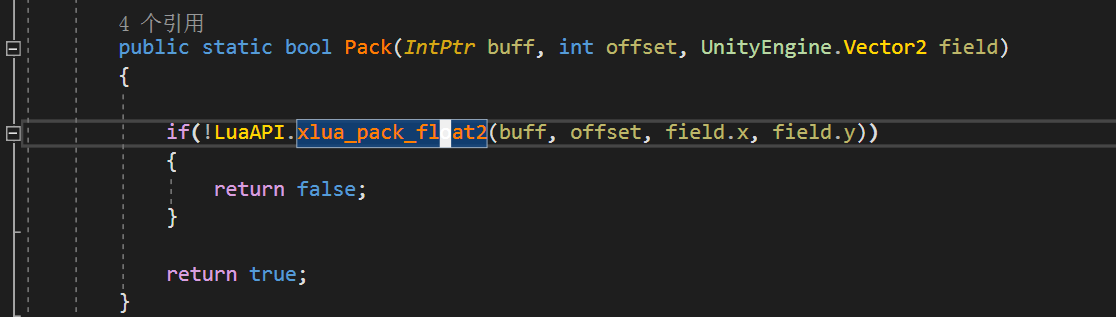 4 个引用
public static bool Pack(IntPtr buff, int offset, UnityEngine.Vector2 field)
{
if(!LuaAPI.xlua_pack_float2(buff, offset, field.x, field.y))
{
return false;
}
return true;
}